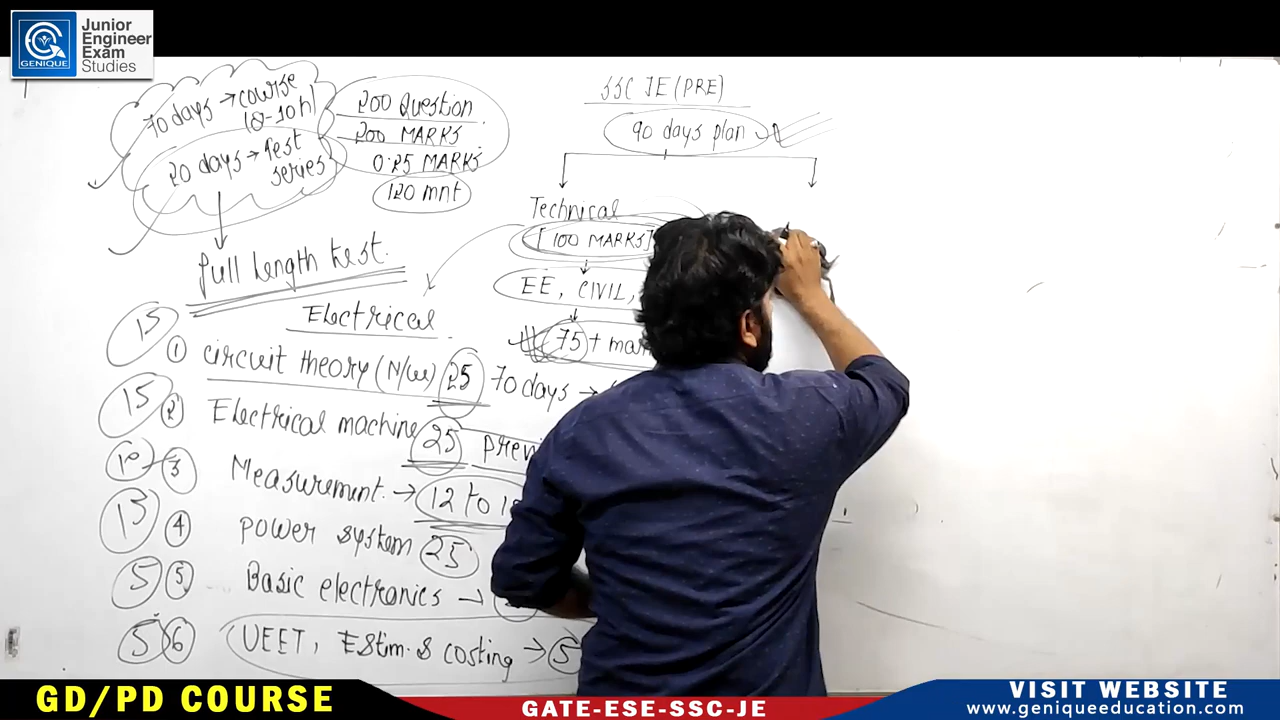 GENIQUE
Junior
Engineer
Exam
Studies
70 days → course
(8-10h)
20 days → Test
series
full length test.
200 Question
200 MARKS
0.25 MARKS
120 mnt
SSC JE (PRE)
90 days plan
Technical
[100 MARKS]
EE, CIVIL,
75+
70 days →
Electrical
15
1 circuit theory (N/w) 25
15
2 Electrical machine 25
10
3 Measurement. → 12 to
13
4 power system 25
5
5 Basic electronics →
5
6 UEET, Estim. & costing → 5
GD/PD COURSE
GATE-ESE-SSC-JE
VISIT WEBSITE
www.geniqueeducation.com